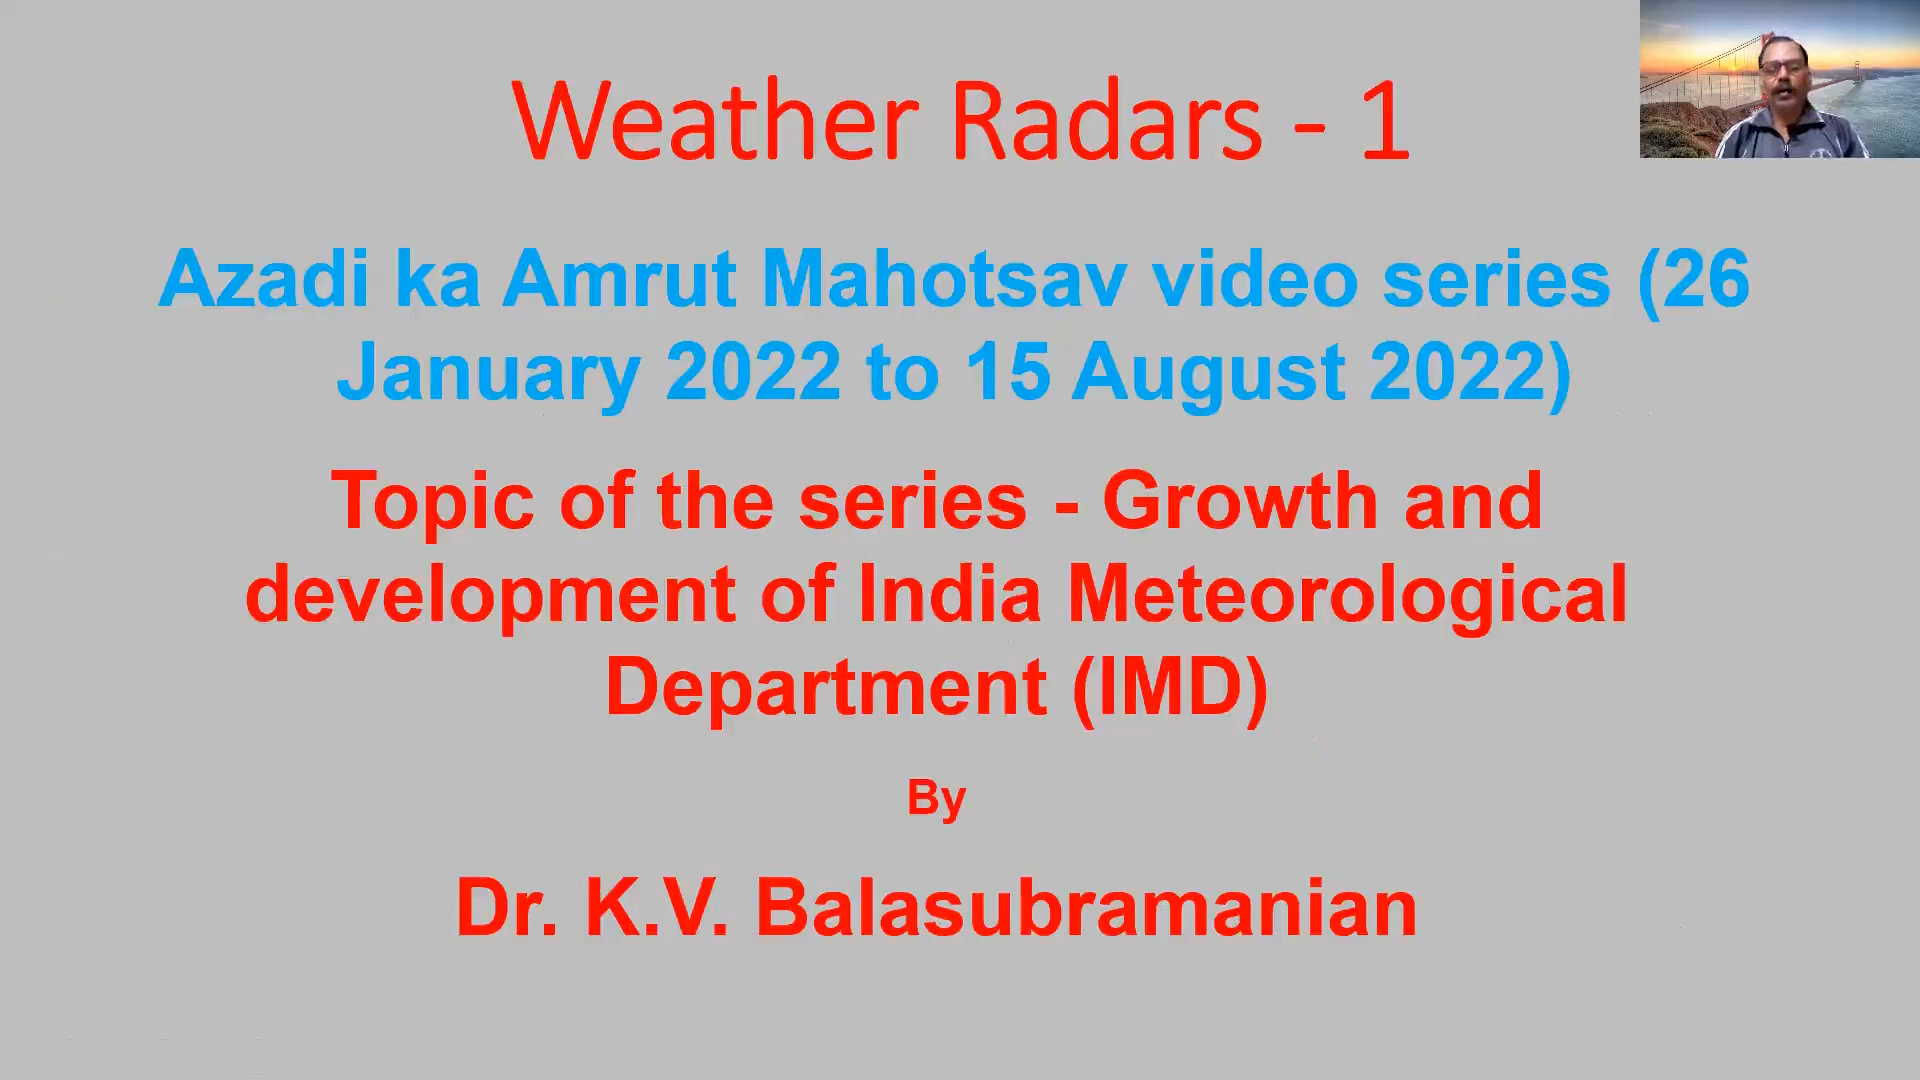 Weather Radars - 1
Azadi ka Amrut Mahotsav video series (26
January 2022 to 15 August 2022)
Topic of the series - Growth and
development of India Meteorological
Department (IMD)
By
Dr. K.V. Balasubramanian